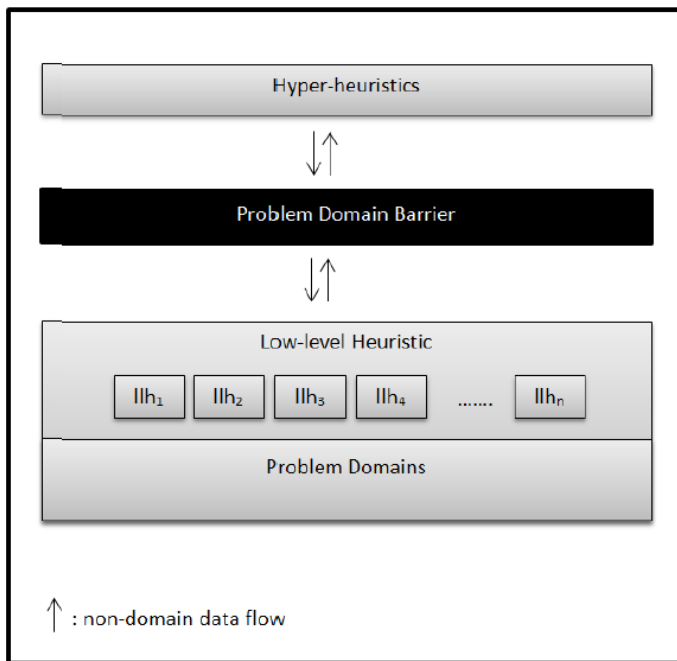 Hyper-heuristics
Problem Domain Barrier
Low-level Heuristic
llh₁ llh₂ llh₃ llh₄ ....... llhₙ
Problem Domains
: non-domain data flow